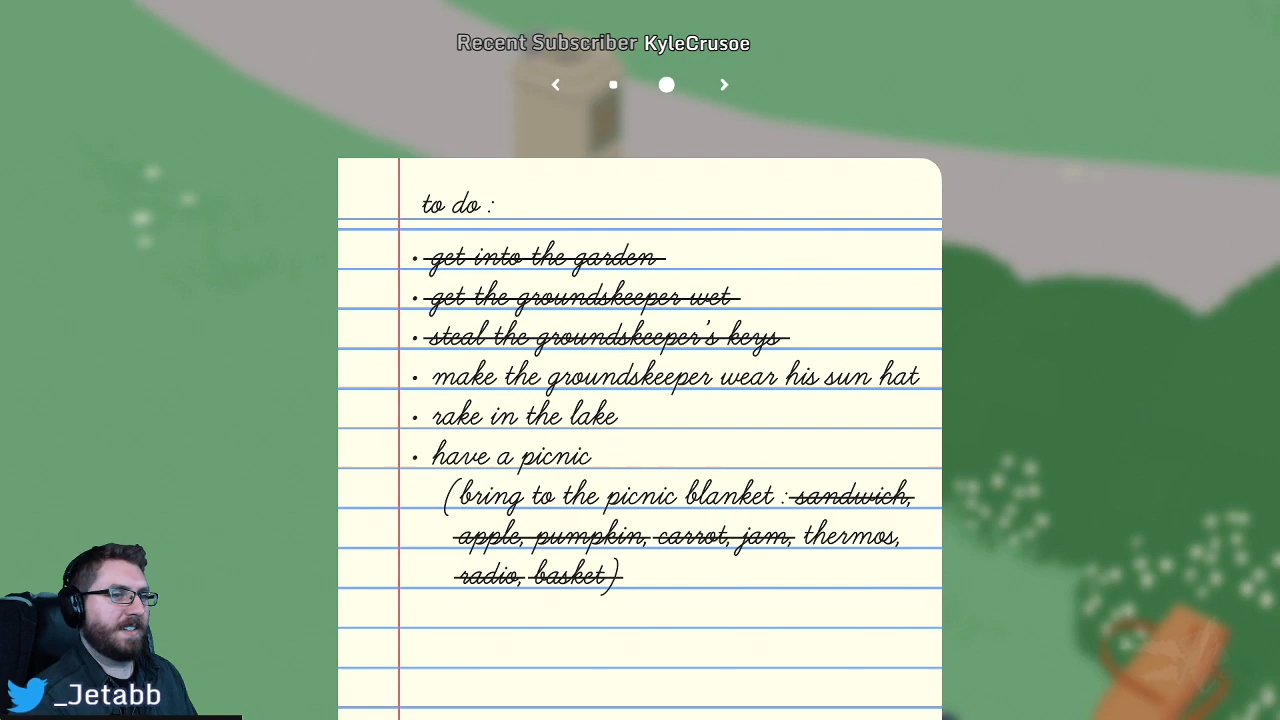 Recent Subscriber KyleCrusoe
to do :
• get into the garden
• get the groundskeeper wet
• steal the groundskeeper's keys
• make the groundskeeper wear his sun hat
• rake in the lake
• have a picnic
(bring to the picnic blanket : sandwich,
apple, pumpkin, carrot, jam, thermos,
radio, basket)
_Jetabb